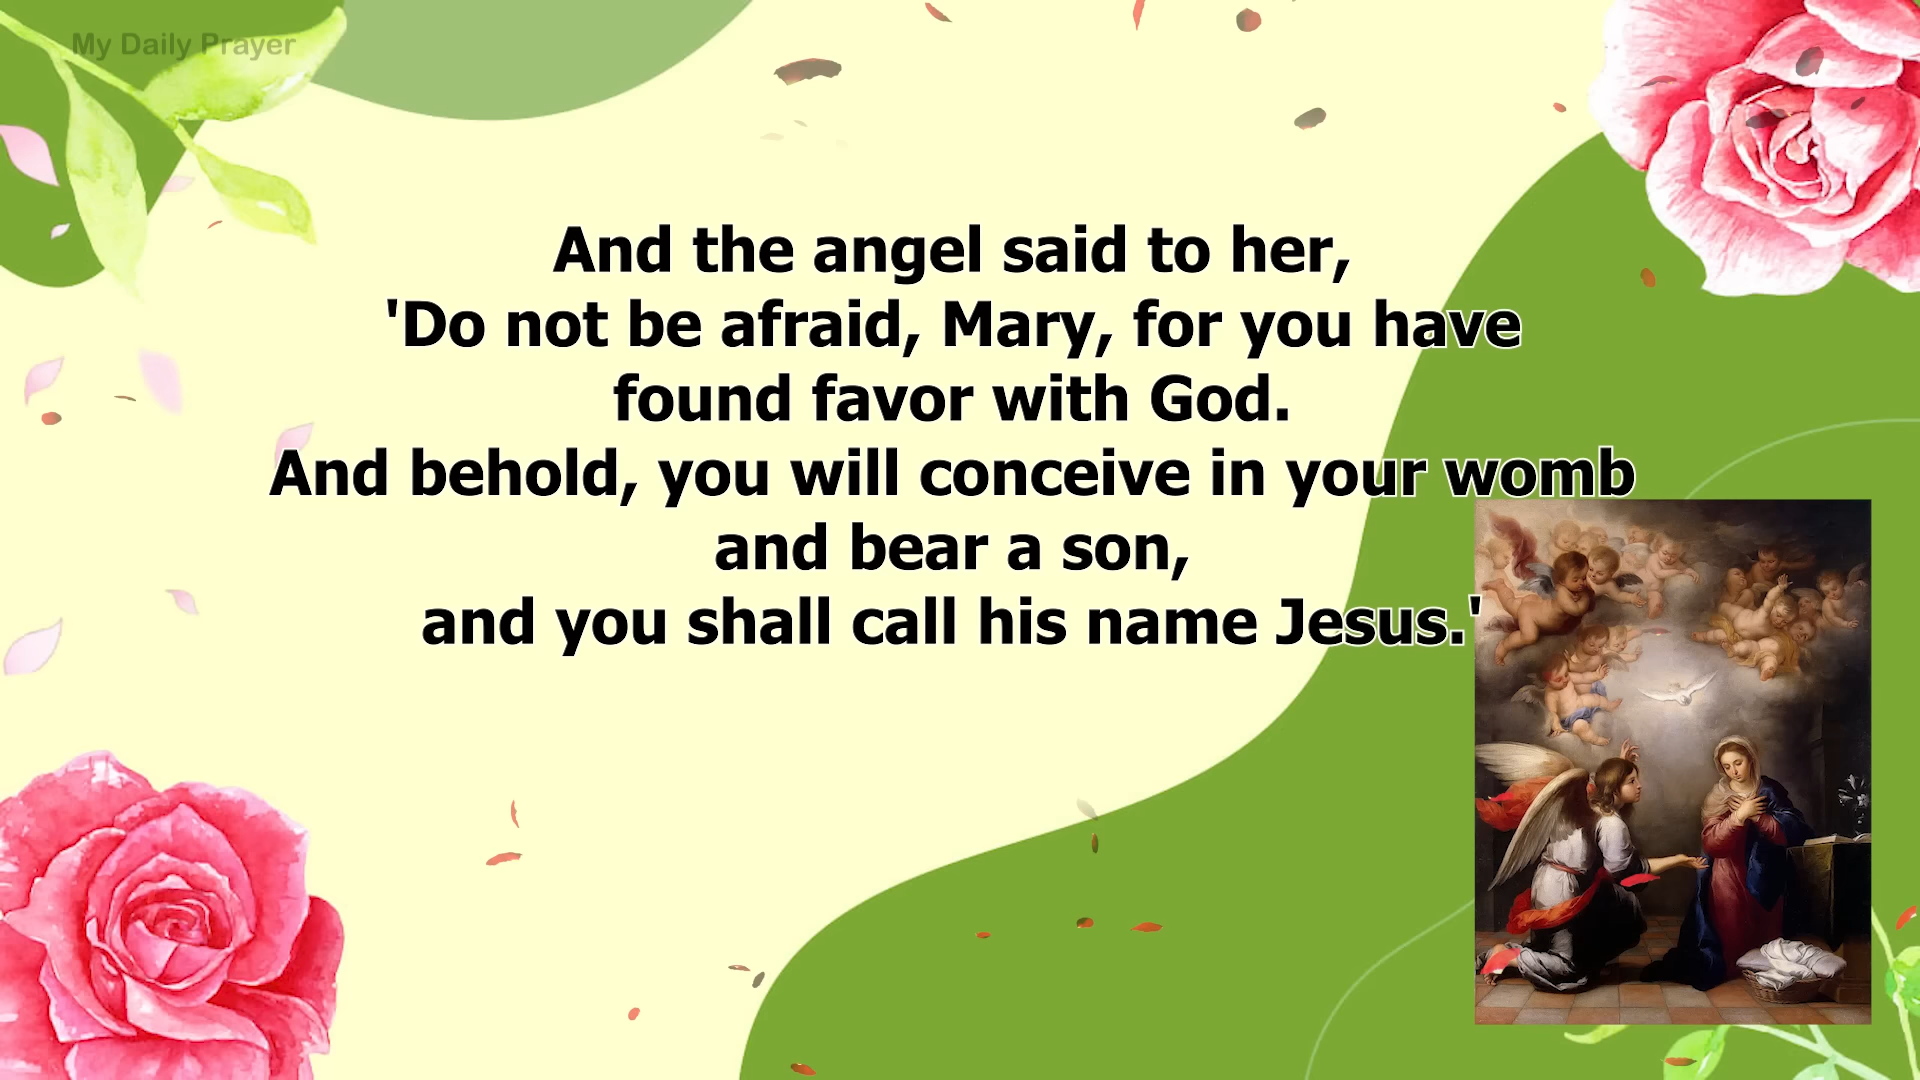 My Daily Prayer
And the angel said to her,
'Do not be afraid, Mary, for you have
found favor with God.
And behold, you will conceive in your womb
and bear a son,
and you shall call his name Jesus.'